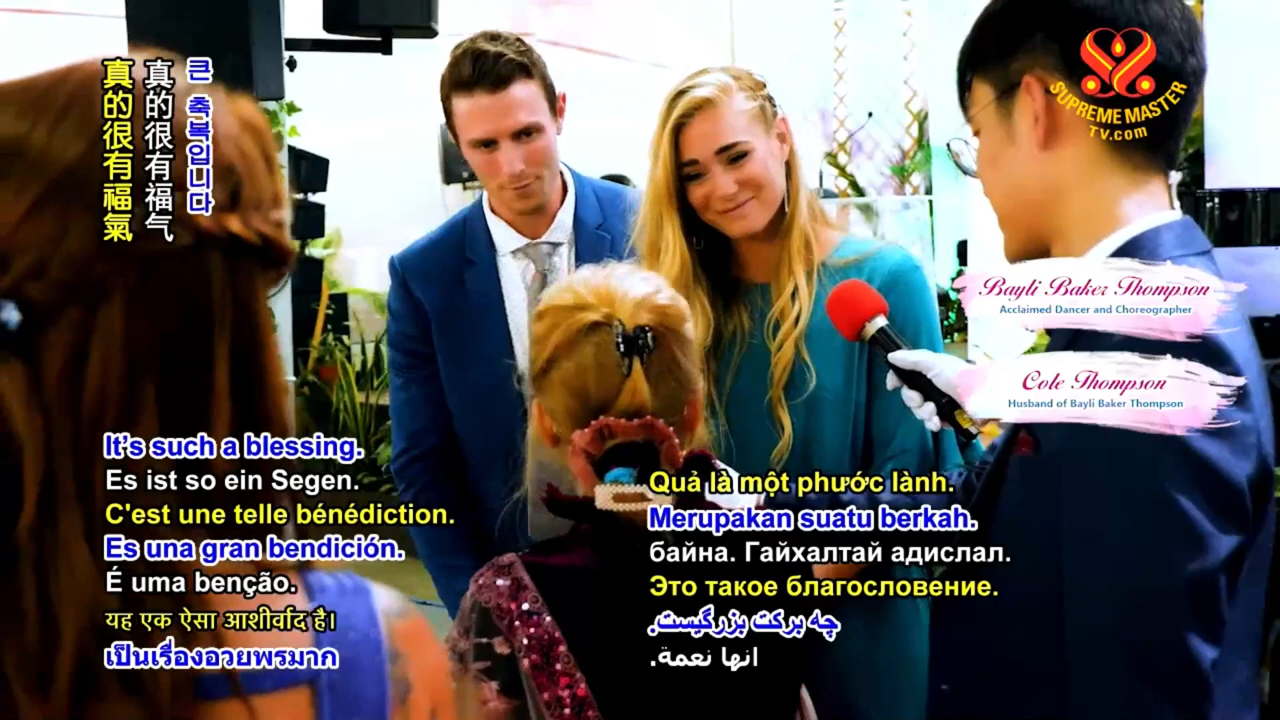 큰 축복입니다
真的很有福气
真的很有福氣
SUPREME MASTER
TV.com
Bayli Baker Thompson
Acclaimed Dancer and Choreographer
Cole Thompson
Husband of Bayli Baker Thompson
It's such a blessing.
Es ist so ein Segen.
C'est une telle bénédiction.
Es una gran bendición.
É uma benção.
यह एक ऐसा आशीर्वाद है।
เป็นเรื่องอวยพรมาก
Quả là một phước lành.
Merupakan suatu berkah.
байна. Гайхалтай адислал.
Это такое благословение.
چه برکت بزرگیست.
انها نعمة.